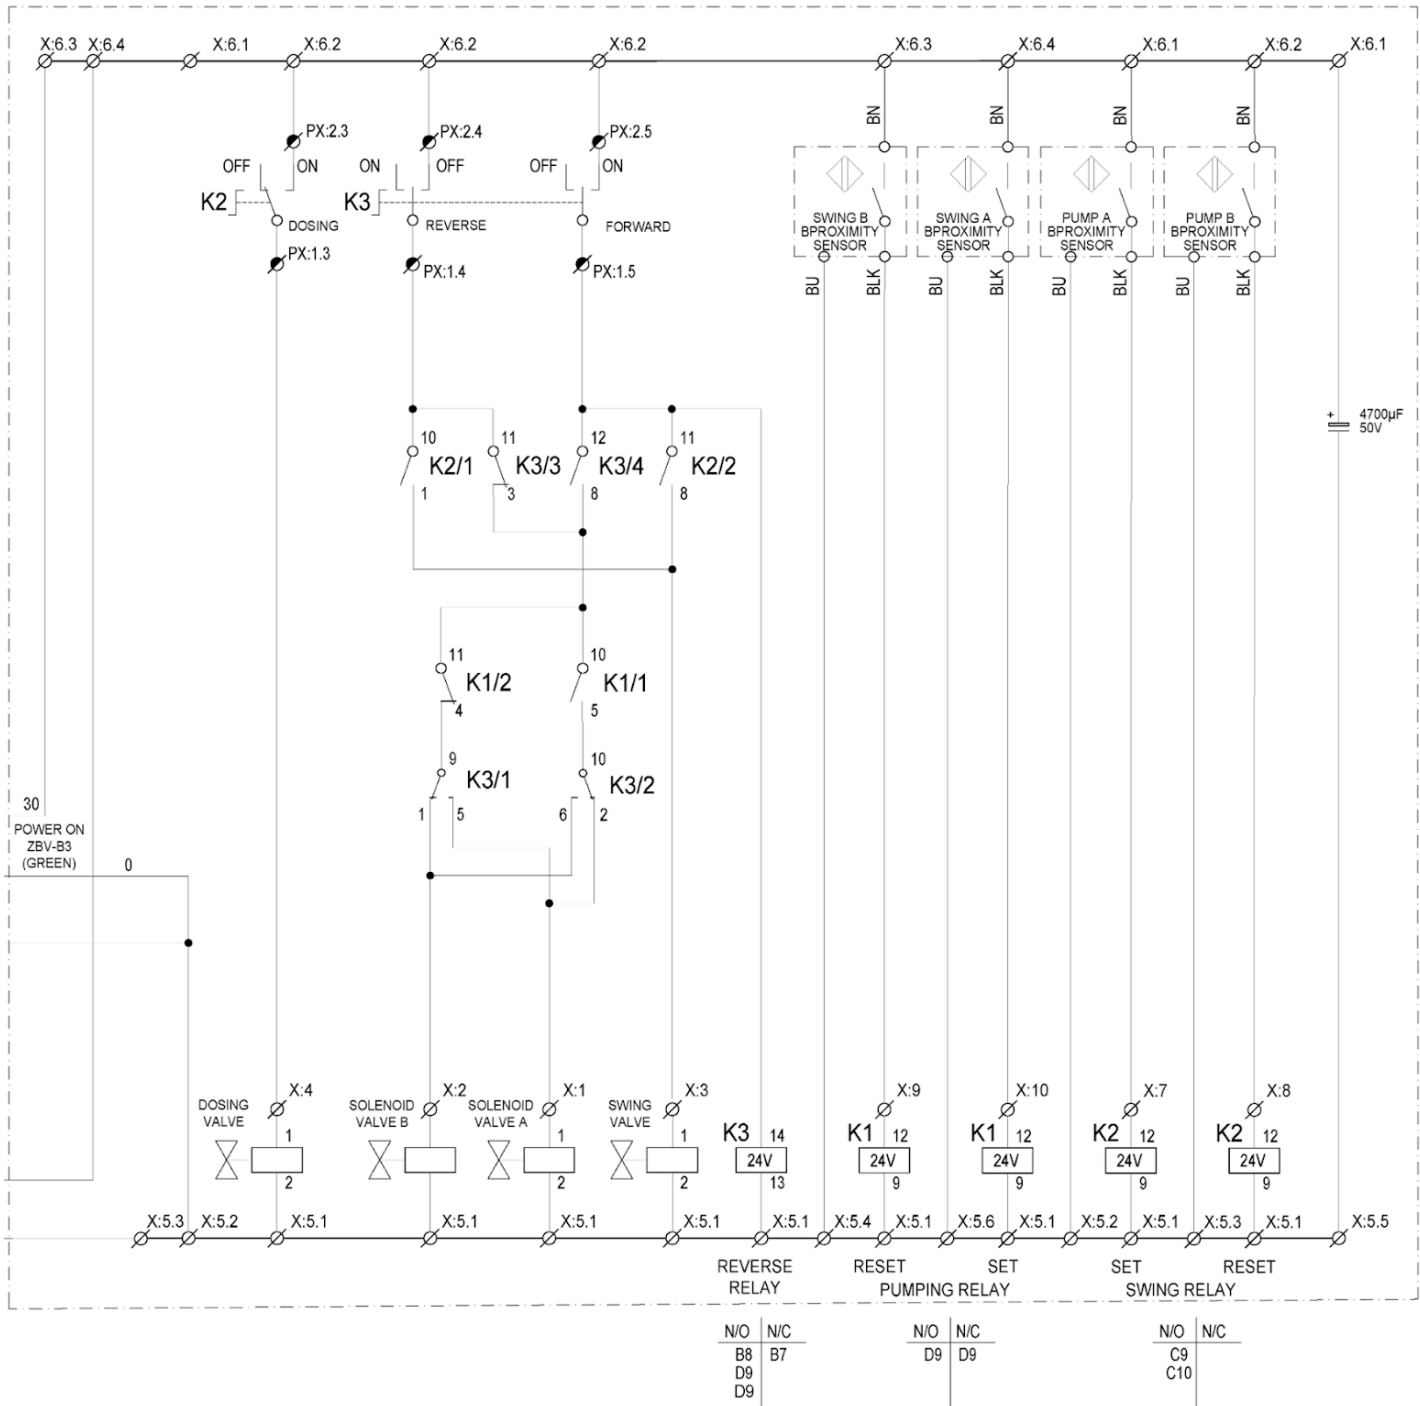 X:6.3 X:6.4 X:6.1 X:6.2 X:6.2 X:6.2 X:6.3 X:6.4 X:6.1 X:6.2 X:6.1
BN BN BN BN
PX:2.3 PX:2.4 PX:2.5
OFF ON ON OFF OFF ON
K2 K3
DOSING REVERSE FORWARD
SWING B
BPROXIMITY
SENSOR
SWING A
BPROXIMITY
SENSOR
PUMP A
BPROXIMITY
SENSOR
PUMP B
BPROXIMITY
SENSOR
PX:1.3 PX:1.4 PX:1.5
BU BLK BU BLK BU BLK BU BLK
+ 4700µF
50V
10 11 12 11
K2/1 K3/3 K3/4 K2/2
1 3 8 8
11 10
K1/2 K1/1
4 5
9 10
K3/1 K3/2
1 5 6 2
30
POWER ON
ZBV-B3
(GREEN)
0
X:4 X:2 X:1 X:3 X:9 X:10 X:7 X:8
DOSING
VALVE
SOLENOID
VALVE B
SOLENOID
VALVE A
SWING
VALVE
1 1 1 K3 14 K1 12 K1 12 K2 12 K2 12
24V 24V 24V 24V 24V
2 2 2 13 9 9 9 9
X:5.3 X:5.2 X:5.1 X:5.1 X:5.1 X:5.1 X:5.1 X:5.4 X:5.1 X:5.6 X:5.1 X:5.2 X:5.1 X:5.3 X:5.1 X:5.5
REVERSE
RELAY
RESET SET
PUMPING RELAY
SET RESET
SWING RELAY
N/O N/C
B8 B7
D9
D9
N/O N/C
D9 D9
N/O N/C
C9
C10